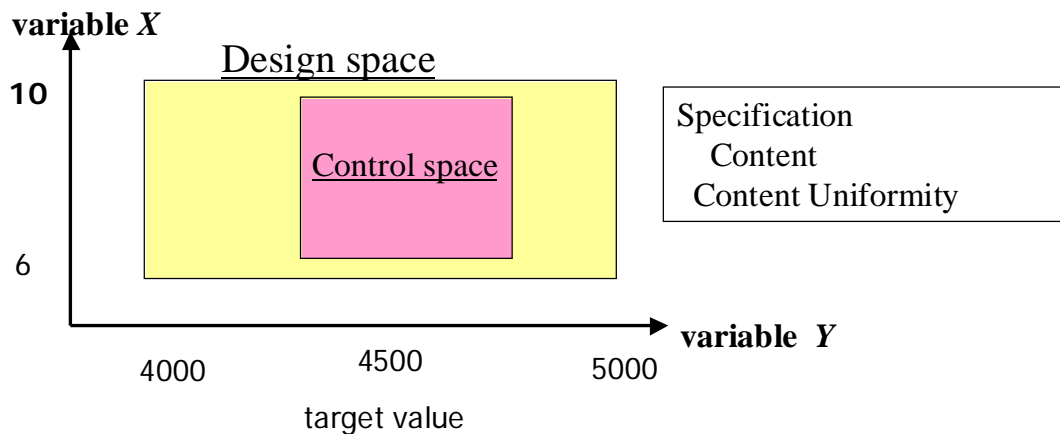 variable X
Design space
10
Specification
Content
Content Uniformity
Control space
6
variable Y
4000
4500
5000
target value